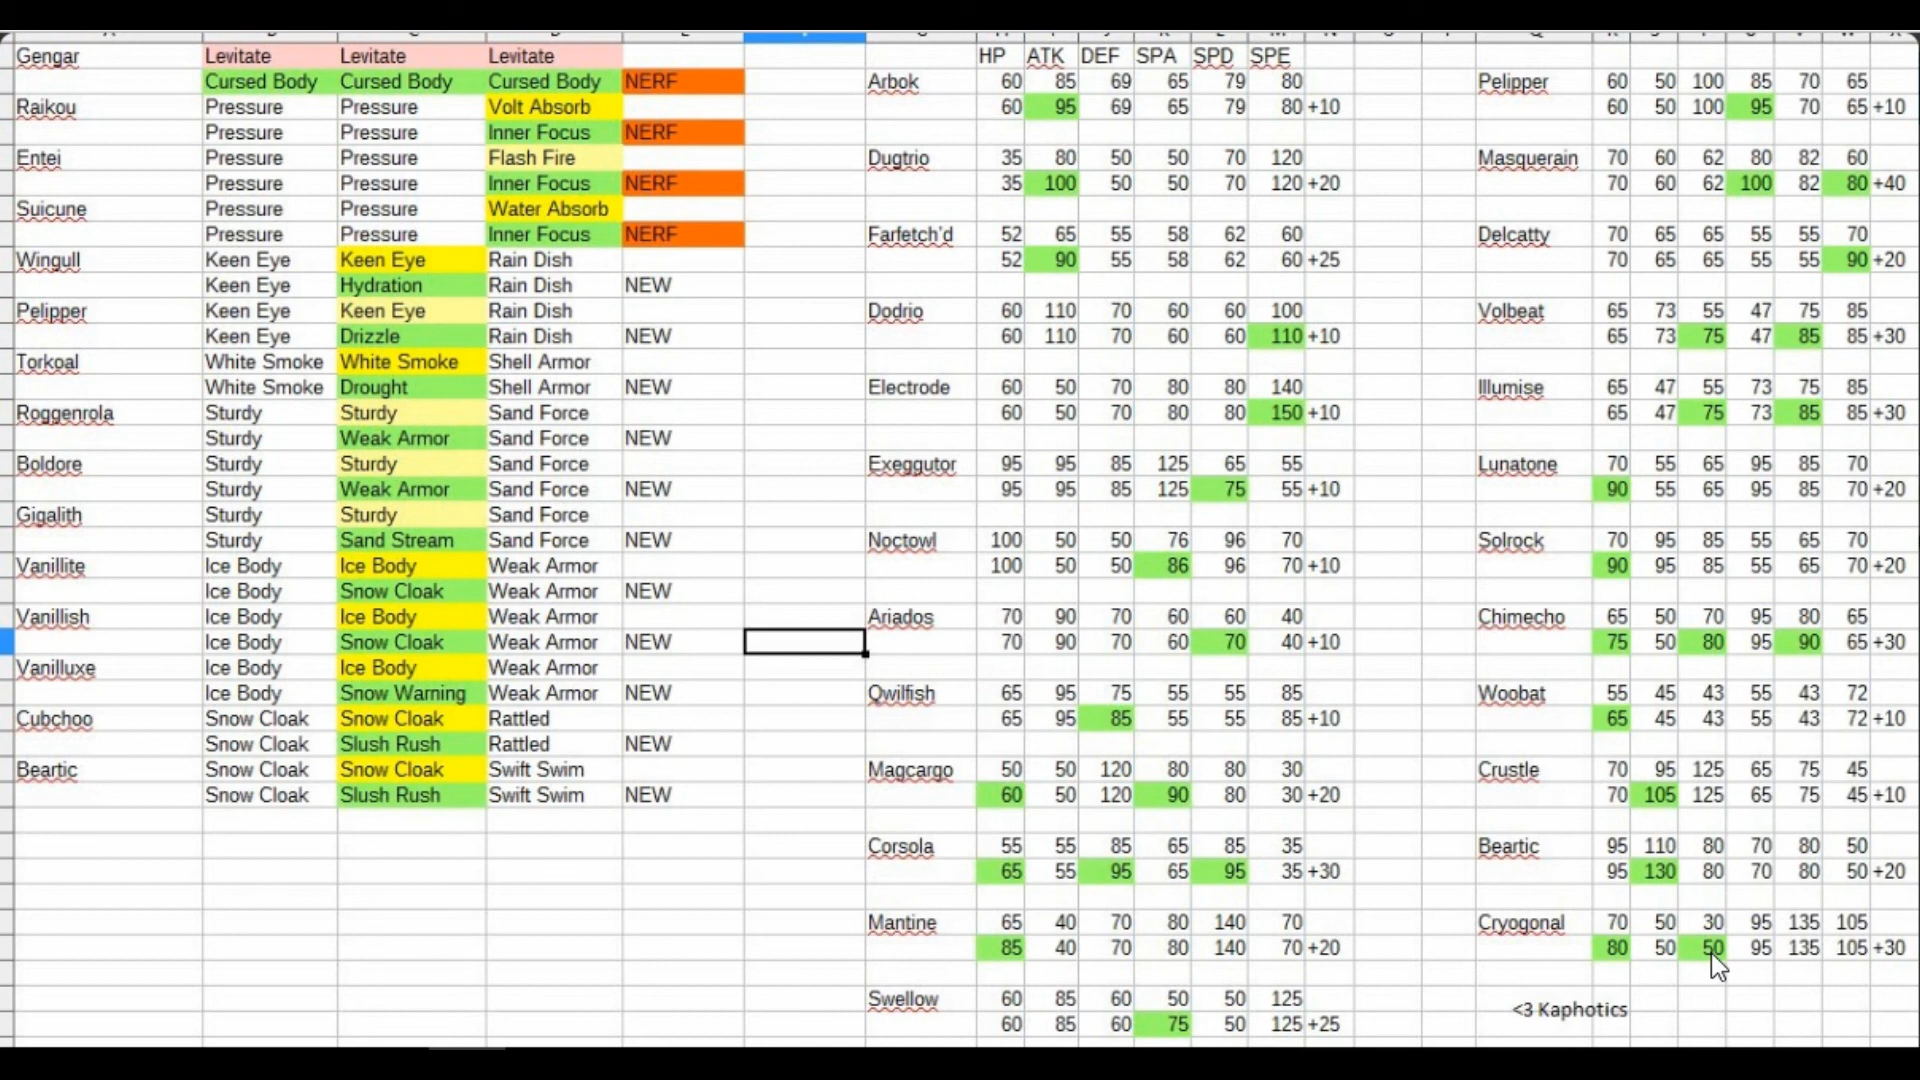 HP ATK DEF SPA SPD SPE
Gengar Levitate Levitate Levitate
Cursed Body Cursed Body Cursed Body NERF Arbok 60 85 69 65 79 80 Pelipper 60 50 100 85 70 65
Raikou Pressure Pressure Volt Absorb 60 95 69 65 79 80 +10 60 50 100 95 70 65 +10
Pressure Pressure Inner Focus NERF
Entei Pressure Pressure Flash Fire Dugtrio 35 80 50 50 70 120 Masquerain 70 60 62 80 82 60
Pressure Pressure Inner Focus NERF 35 100 50 50 70 120 +20 70 60 62 100 82 80 +40
Suicune Pressure Pressure Water Absorb
Pressure Pressure Inner Focus NERF Farfetch'd 52 65 55 58 62 60 Delcatty 70 65 65 55 55 70
Wingull Keen Eye Keen Eye Rain Dish 52 90 55 58 62 60 +25 70 65 65 55 55 90 +20
Keen Eye Hydration Rain Dish NEW
Pelipper Keen Eye Keen Eye Rain Dish Dodrio 60 110 70 60 60 100 Volbeat 65 73 55 47 75 85
Keen Eye Drizzle Rain Dish NEW 60 110 70 60 60 110 +10 65 73 75 47 85 85 +30
Torkoal White Smoke White Smoke Shell Armor
White Smoke Drought Shell Armor NEW Electrode 60 50 70 80 80 140 Illumise 65 47 55 73 75 85
Roggenrola Sturdy Sturdy Sand Force 60 50 70 80 80 150 +10 65 47 75 73 85 85 +30
Sturdy Weak Armor Sand Force NEW
Boldore Sturdy Sturdy Sand Force Exeggutor 95 95 85 125 65 55 Lunatone 70 55 65 95 85 70
Sturdy Weak Armor Sand Force NEW 95 95 85 125 75 55 +10 90 55 65 95 85 70 +20
Gigalith Sturdy Sturdy Sand Force
Sturdy Sand Stream Sand Force NEW Noctowl 100 50 50 76 96 70 Solrock 70 95 85 55 65 70
Vanillite Ice Body Ice Body Weak Armor 100 50 50 86 96 70 +10 90 95 85 55 65 70 +20
Ice Body Snow Cloak Weak Armor NEW
Vanillish Ice Body Ice Body Weak Armor Ariados 70 90 70 60 60 40 Chimecho 65 50 70 95 80 65
Ice Body Snow Cloak Weak Armor NEW 70 90 70 60 70 40 +10 75 50 80 95 90 65 +30
Vanilluxe Ice Body Ice Body Weak Armor
Ice Body Snow Warning Weak Armor NEW Qwilfish 65 95 75 55 55 85 Woobat 55 45 43 55 43 72
Cubchoo Snow Cloak Snow Cloak Rattled 65 95 85 55 55 85 +10 65 45 43 55 43 72 +10
Snow Cloak Slush Rush Rattled NEW
Beartic Snow Cloak Snow Cloak Swift Swim Magcargo 50 50 120 80 80 30 Crustle 70 95 125 65 75 45
Snow Cloak Slush Rush Swift Swim NEW 60 50 120 90 80 30 +20 70 105 125 65 75 45 +10
Corsola 55 55 85 65 85 35 Beartic 95 110 80 70 80 50
65 55 95 65 95 35 +30 95 130 80 70 80 50 +20
Mantine 65 40 70 80 140 70 Cryogonal 70 50 30 95 135 105
85 40 70 80 140 70 +20 80 50 50 95 135 105 +30
Swellow 60 85 60 50 50 125
<3 Kaphotics
60 85 60 75 50 125 +25